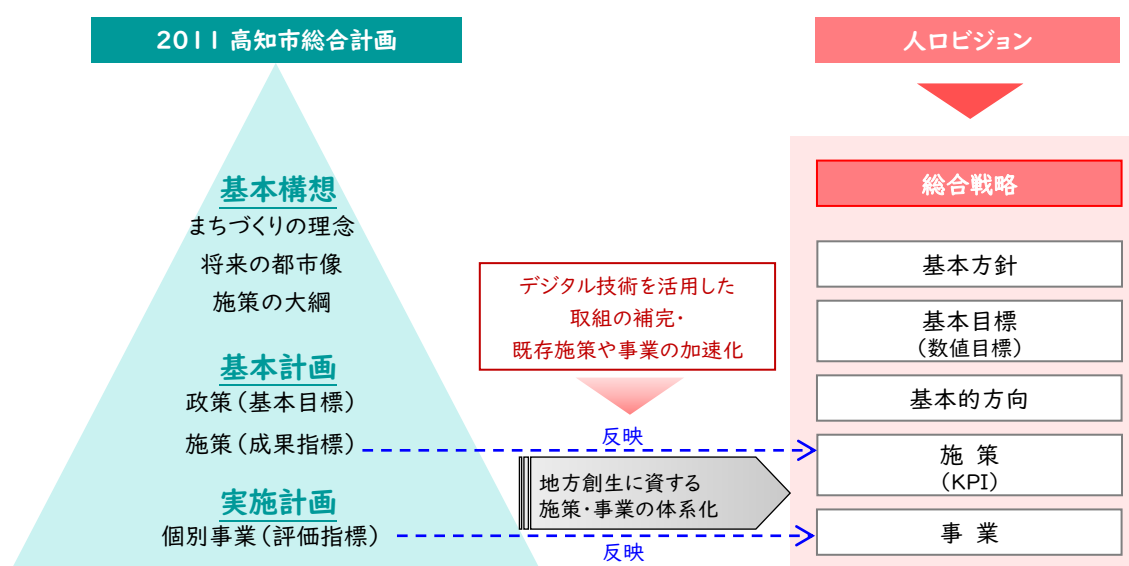 2011 高知市総合計画
基本構想
まちづくりの理念
将来の都市像
施策の大綱
基本計画
政策（基本目標）
施策（成果指標）
実施計画
個別事業（評価指標）
デジタル技術を活用した
取組の補完・
既存施策や事業の加速化
反映
地方創生に資する
施策・事業の体系化
反映
人口ビジョン
総合戦略
基本方針
基本目標
（数値目標）
基本的方向
施 策
（KPI）
事 業